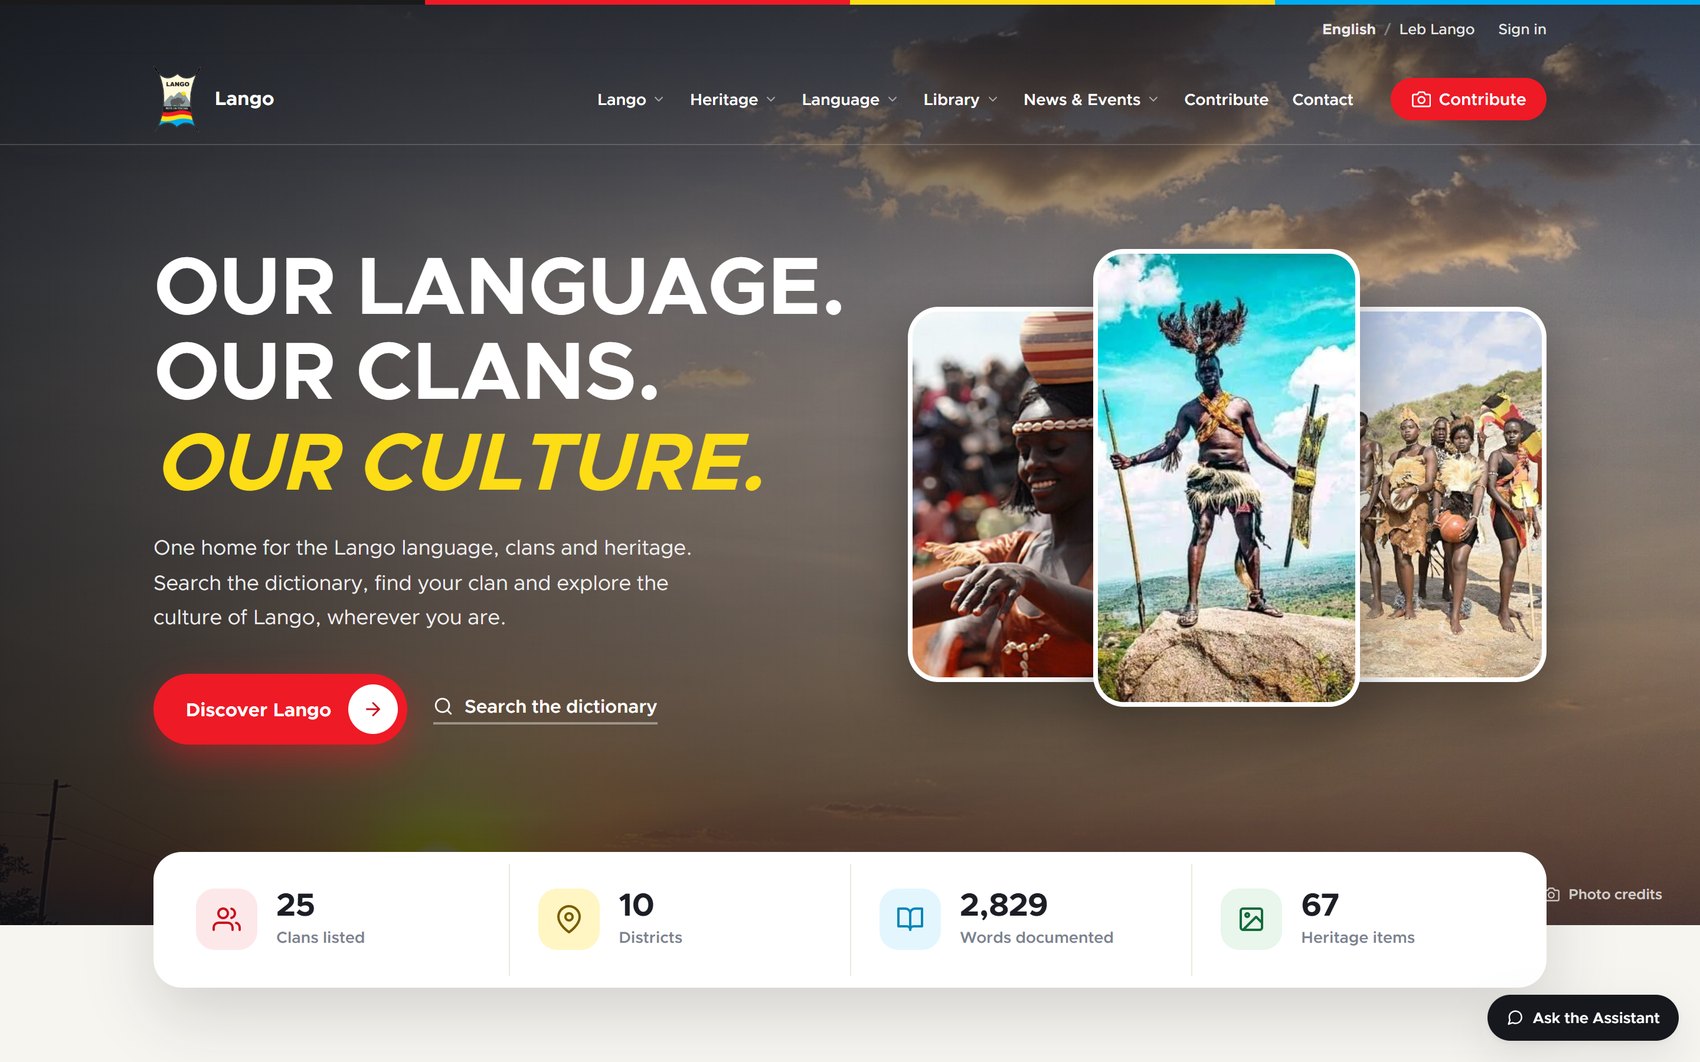 English / Leb Lango Sign in
LANGO
Lango
Lango Heritage Language Library News & Events Contribute Contact Contribute
OUR LANGUAGE.
OUR CLANS.
OUR CULTURE.
One home for the Lango language, clans and heritage.
Search the dictionary, find your clan and explore the
culture of Lango, wherever you are.
Discover Lango
Search the dictionary
25
Clans listed
10
Districts
2,829
Words documented
67
Heritage items
Photo credits
Ask the Assistant